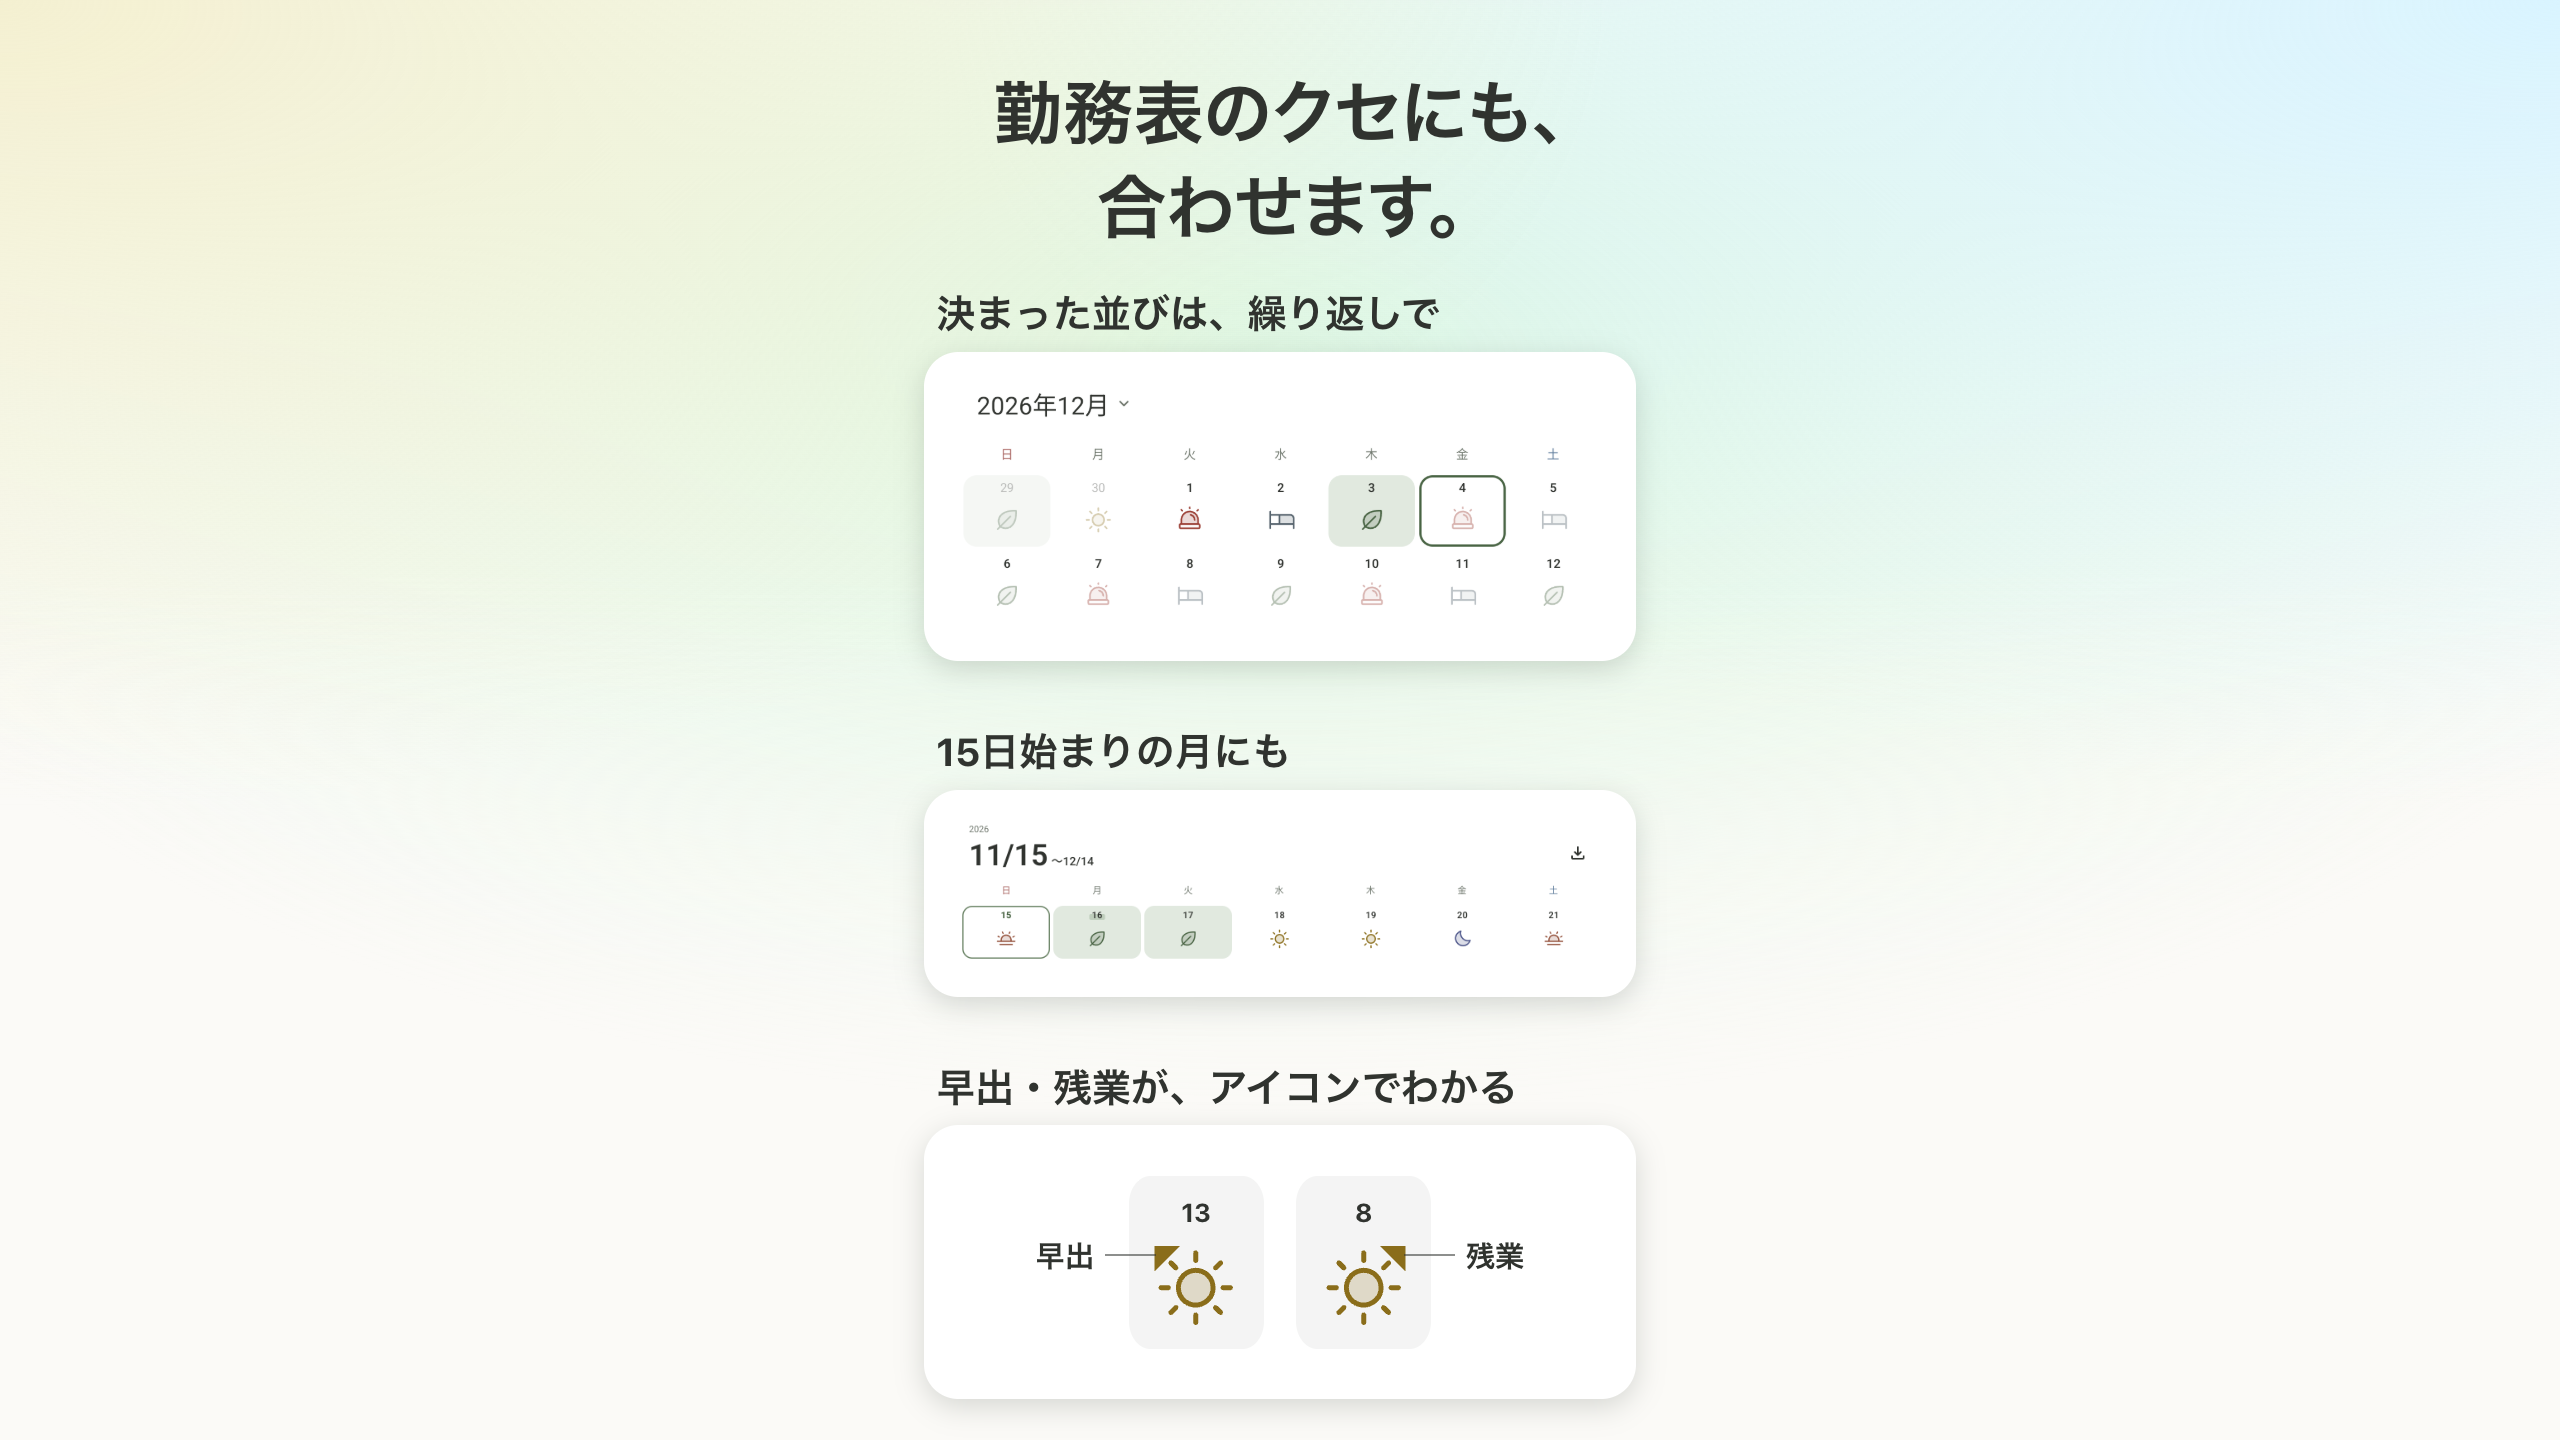 勤務表のクセにも、
合わせます。
決まった並びは、繰り返しで
2026年12月
日 月 火 水 木 金 土
29 30 1 2 3 4 5
6 7 8 9 10 11 12
15日始まりの月にも
2026
11/15 ～12/14
日 月 火 水 木 金 土
15 16 17 18 19 20 21
早出・残業が、アイコンでわかる
13 8
早出 残業